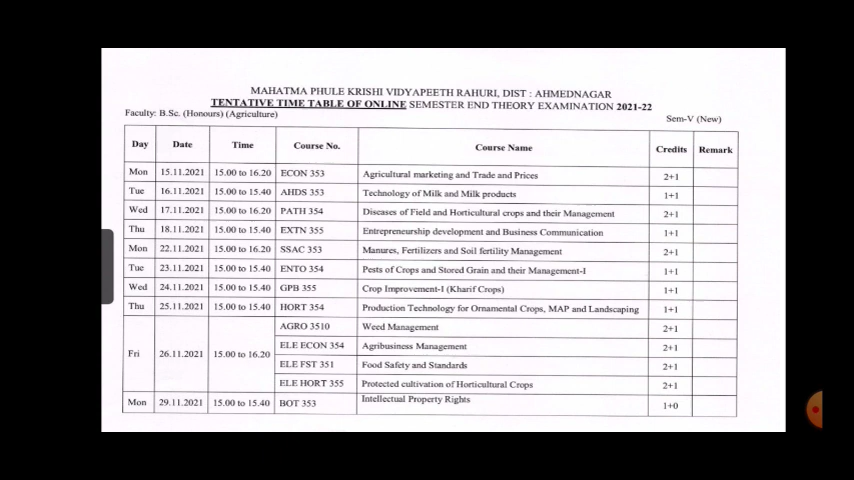 MAHATMA PHULE KRISHI VIDYAPEETH RAHURI, DIST : AHMEDNAGAR
TENTATIVE TIME TABLE OF ONLINE SEMESTER END THEORY EXAMINATION 2021-22
Faculty: B.Sc. (Honours) (Agriculture)
Sem-V (New)
Day Date Time Course No. Course Name Credits Remark
Mon 15.11.2021 15.00 to 16.20 ECON 353 Agricultural marketing and Trade and Prices 2+1
Tue 16.11.2021 15.00 to 15.40 AHDS 353 Technology of Milk and Milk products 1+1
Wed 17.11.2021 15.00 to 16.20 PATH 354 Diseases of Field and Horticultural crops and their Management 2+1
Thu 18.11.2021 15.00 to 15.40 EXTN 355 Entrepreneurship development and Business Communication 1+1
Mon 22.11.2021 15.00 to 16.20 SSAC 353 Manures, Fertilizers and Soil fertility Management 2+1
Tue 23.11.2021 15.00 to 15.40 ENTO 354 Pests of Crops and Stored Grain and their Management-I 1+1
Wed 24.11.2021 15.00 to 15.40 GPB 355 Crop Improvement-I (Kharif Crops) 1+1
Thu 25.11.2021 15.00 to 15.40 HORT 354 Production Technology for Ornamental Crops, MAP and Landscaping 1+1
Fri 26.11.2021 15.00 to 16.20 AGRO 3510 Weed Management 2+1
ELE ECON 354 Agribusiness Management 2+1
ELE FST 351 Food Safety and Standards 2+1
ELE HORT 355 Protected cultivation of Horticultural Crops 2+1
Mon 29.11.2021 15.00 to 15.40 BOT 353 Intellectual Property Rights 1+0